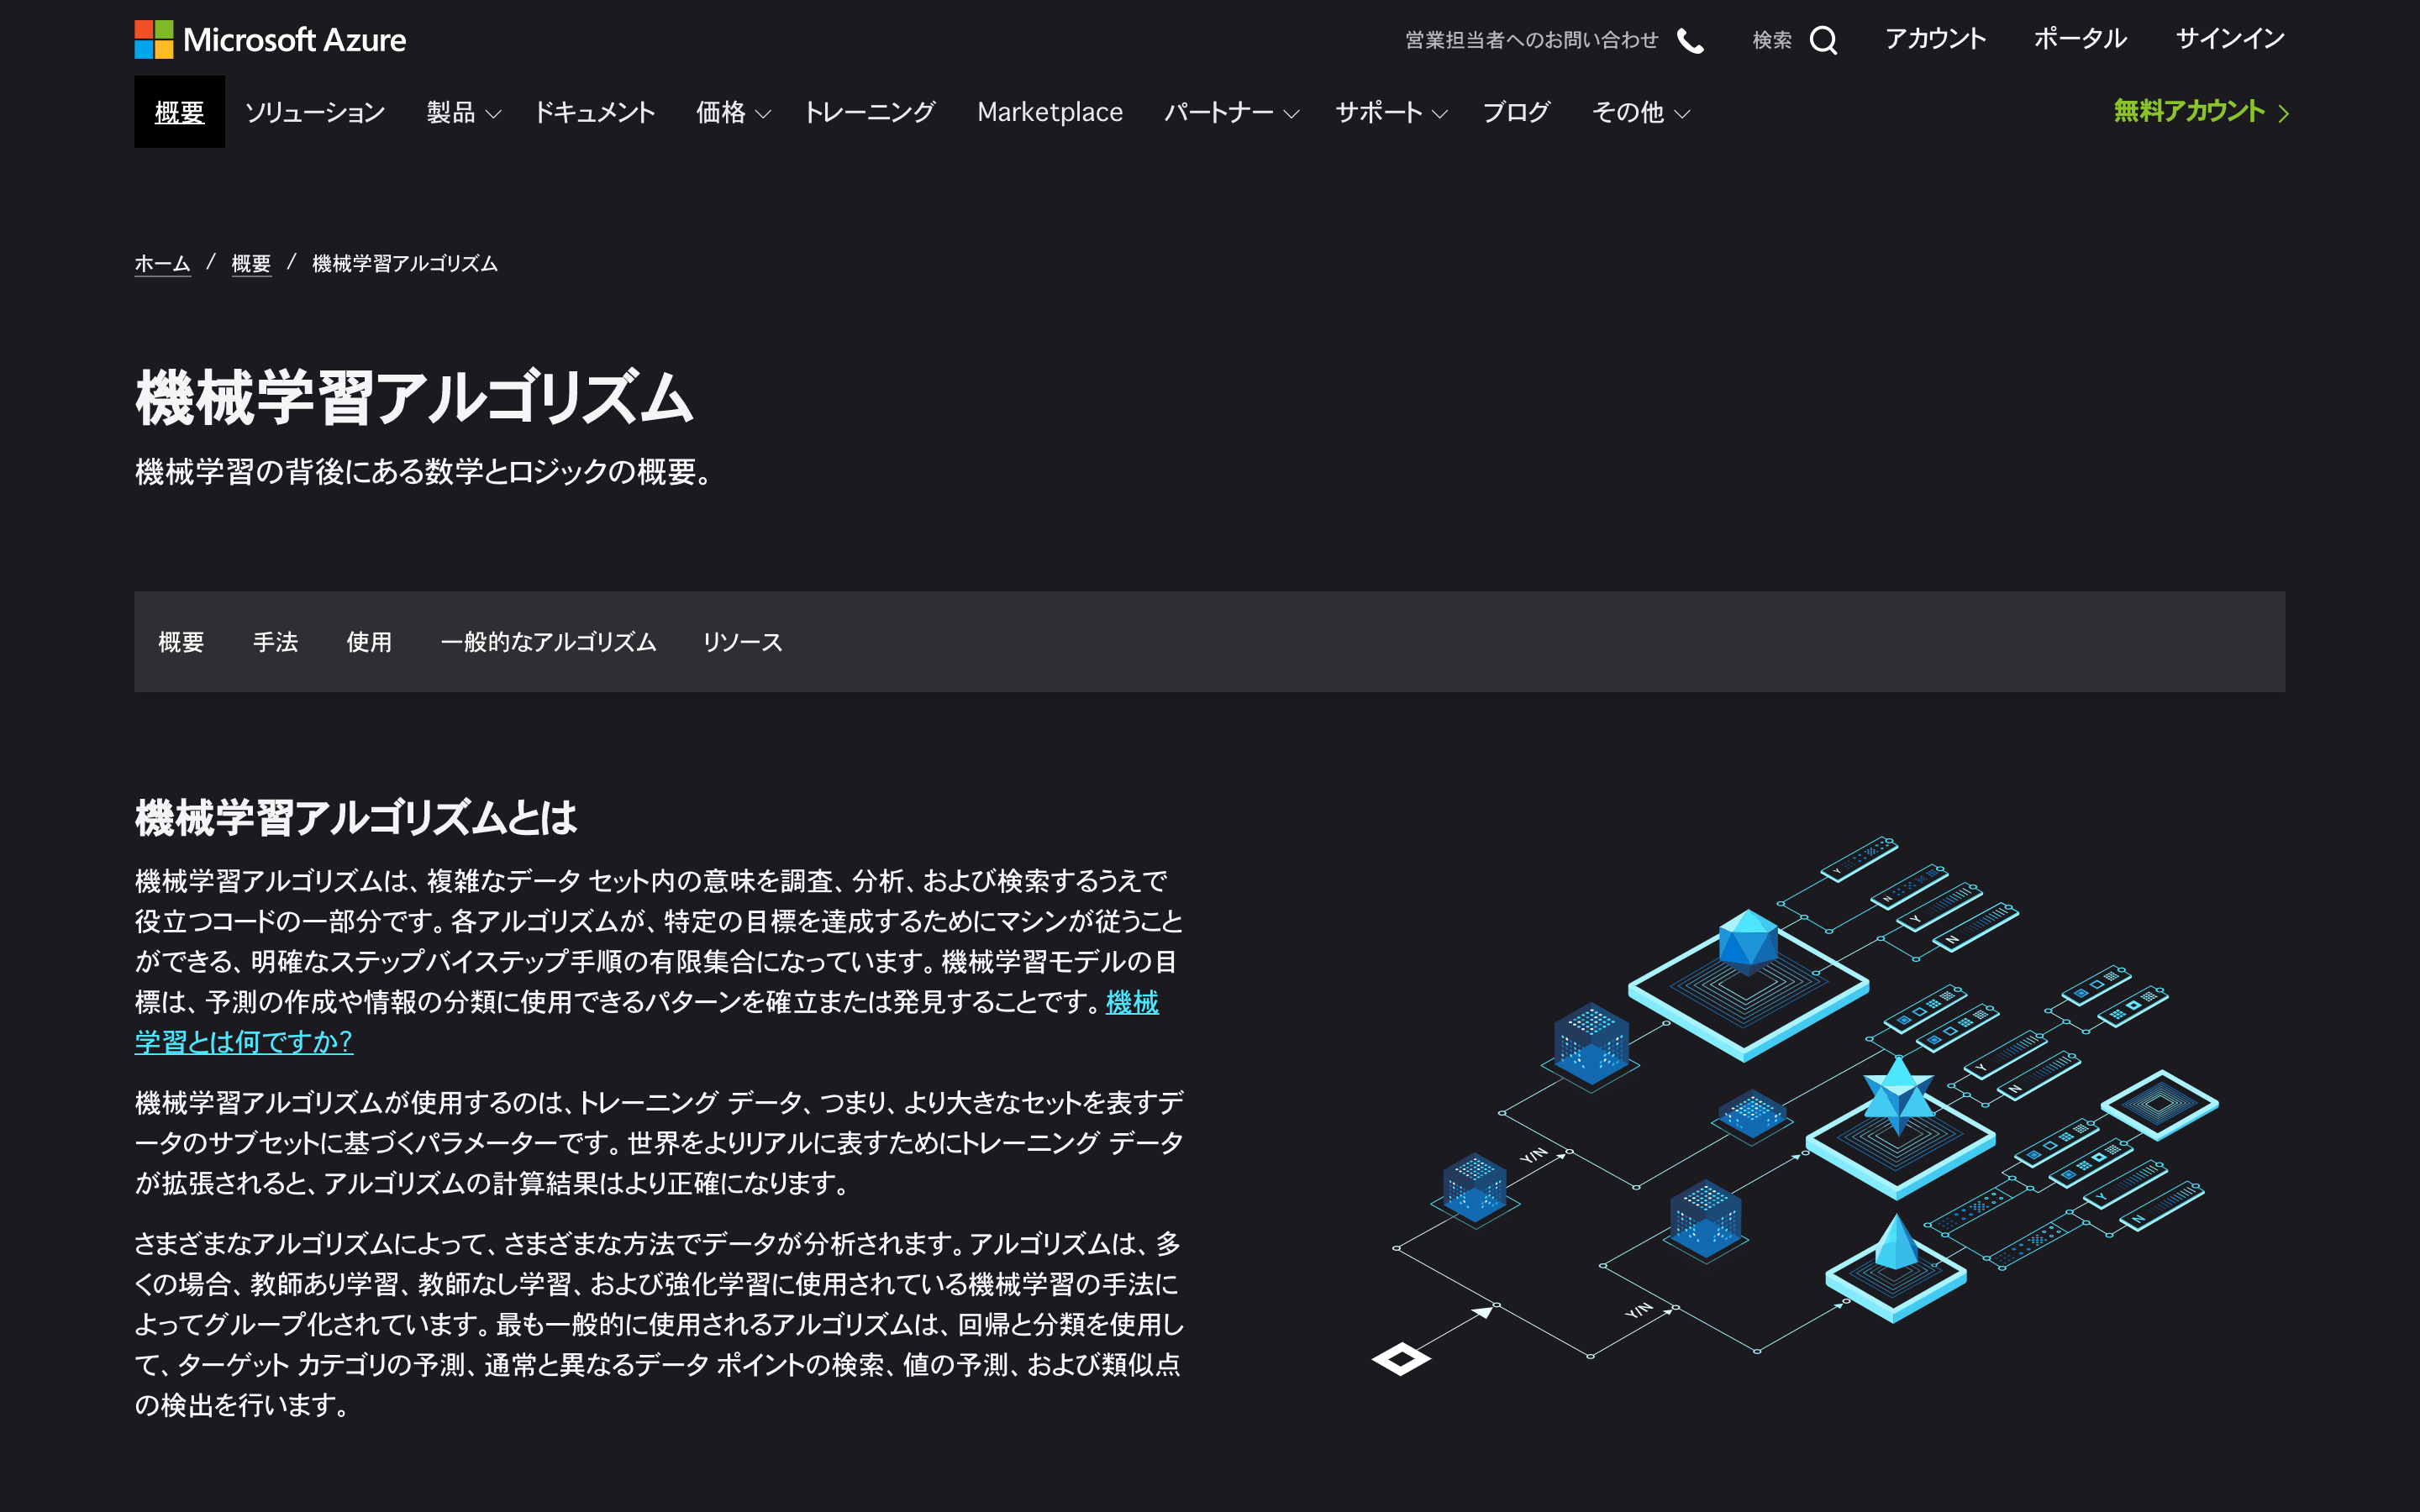 Microsoft Azure
営業担当者へのお問い合わせ 検索 アカウント ポータル サインイン
概要 ソリューション 製品 ドキュメント 価格 トレーニング Marketplace パートナー サポート ブログ その他 無料アカウント
ホーム / 概要 / 機械学習アルゴリズム
機械学習アルゴリズム
機械学習の背後にある数学とロジックの概要。
概要 手法 使用 一般的なアルゴリズム リソース
機械学習アルゴリズムとは
機械学習アルゴリズムは、複雑なデータ セット内の意味を調査、分析、および検索するうえで
役立つコードの一部分です。各アルゴリズムが、特定の目標を達成するためにマシンが従うこと
ができる、明確なステップバイステップ手順の有限集合になっています。機械学習モデルの目
標は、予測の作成や情報の分類に使用できるパターンを確立または発見することです。機械
学習とは何ですか?
機械学習アルゴリズムが使用するのは、トレーニング データ、つまり、より大きなセットを表すデ
ータのサブセットに基づくパラメーターです。世界をよりリアルに表すためにトレーニング データ
が拡張されると、アルゴリズムの計算結果はより正確になります。
さまざまなアルゴリズムによって、さまざまな方法でデータが分析されます。アルゴリズムは、多
くの場合、教師あり学習、教師なし学習、および強化学習に使用されている機械学習の手法に
よってグループ化されています。最も一般的に使用されるアルゴリズムは、回帰と分類を使用し
て、ターゲット カテゴリの予測、通常と異なるデータ ポイントの検索、値の予測、および類似点
の検出を行います。
Y
N
Y
N
Y
N
Y/N
Y
N
Y/N